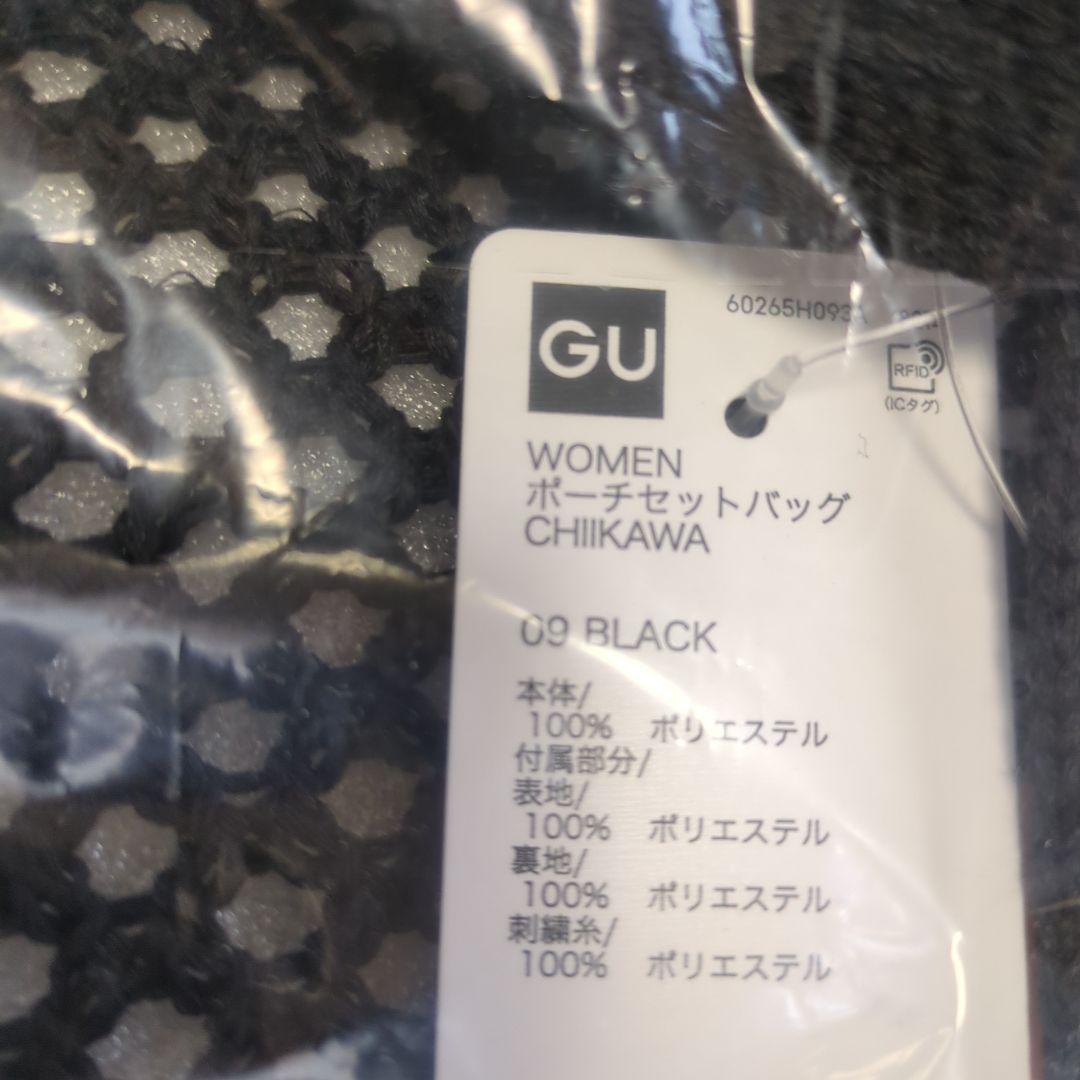 GU
60265H093A
RFID
(ICタグ)
WOMEN
ポーチセットバッグ
CHIIKAWA
09 BLACK
本体/
100% ポリエステル
付属部分/
表地/
100% ポリエステル
裏地/
100% ポリエステル
刺繍糸/
100% ポリエステル